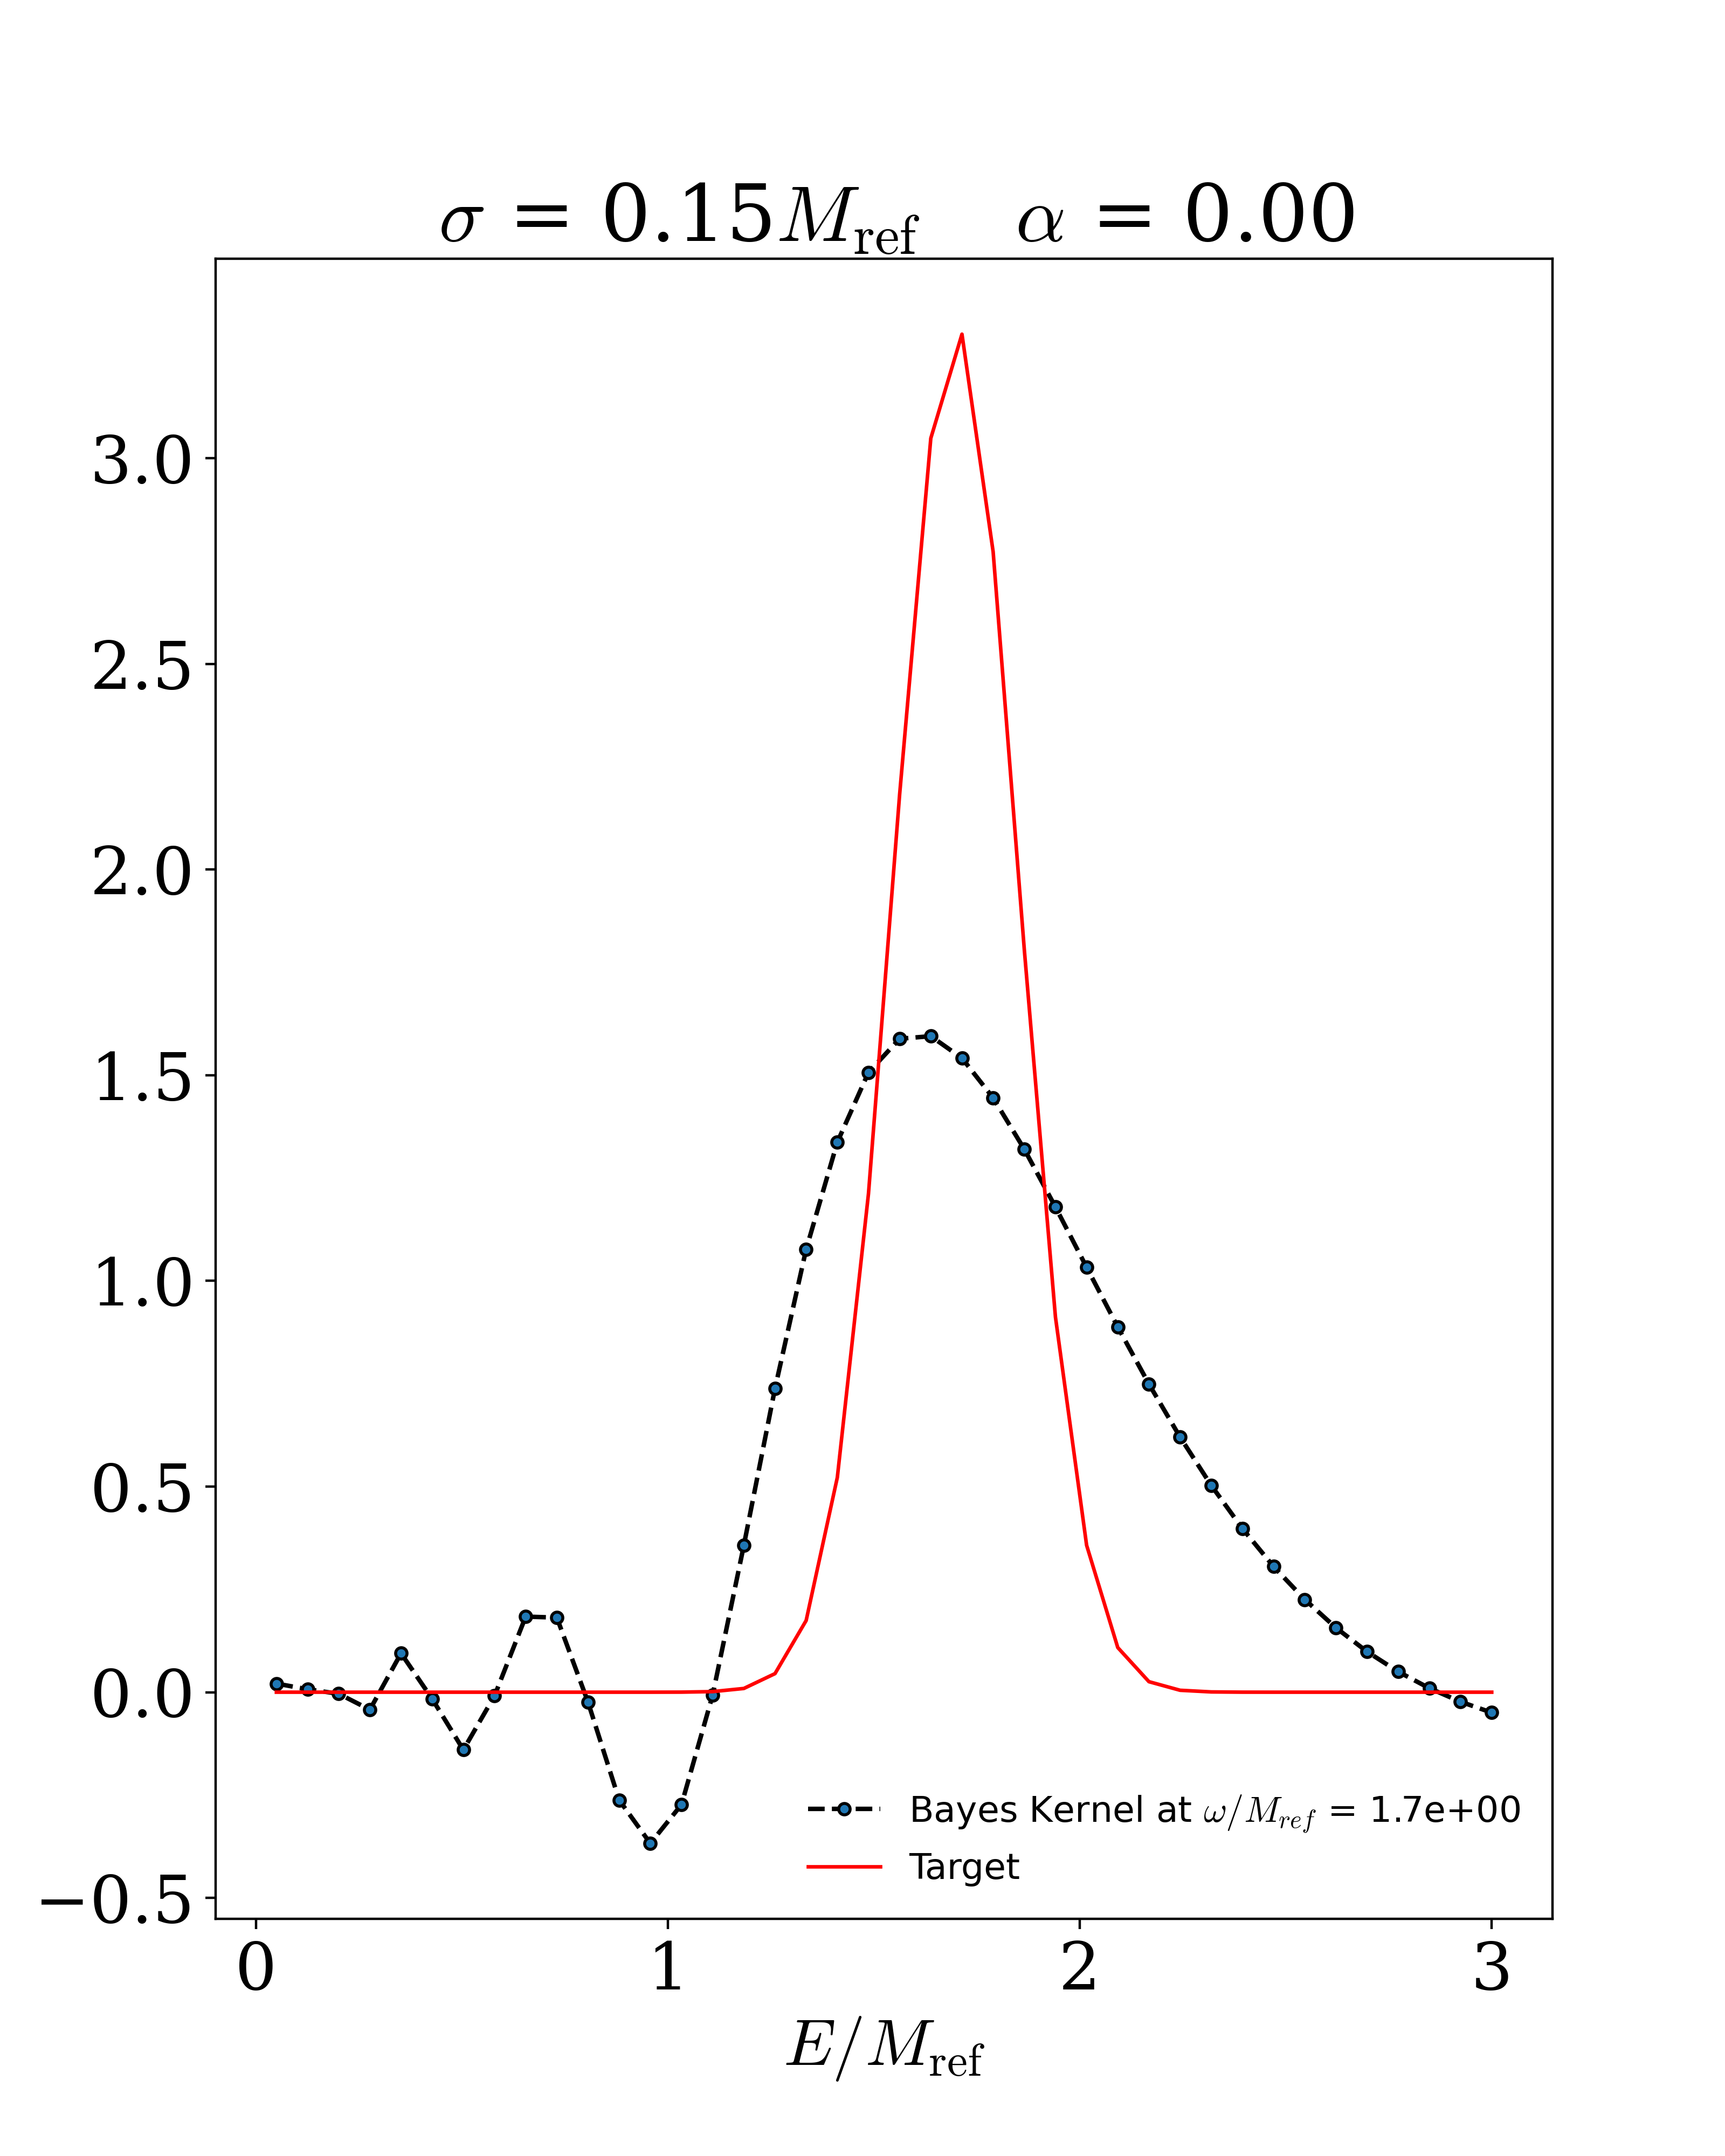 σ = 0.15M_ref α = 0.00
3.0
2.5
2.0
1.5
1.0
0.5
0.0
−0.5
Bayes Kernel at ω/M_ref = 1.7e+00
Target
0 1 2 3
E/M_ref